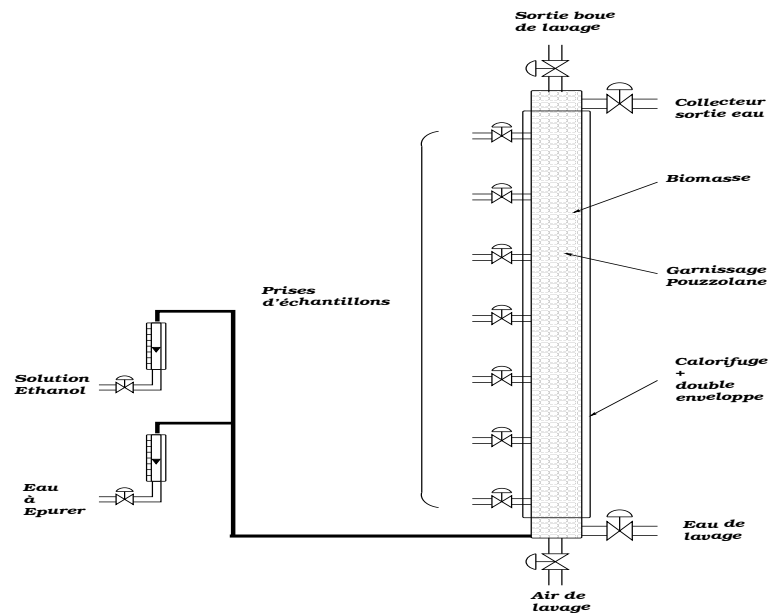 Sortie boue
de lavage
Collecteur
sortie eau
Biomasse
Garnissage
Pouzzolane
Prises
d'échantillons
Calorifuge
+
double
enveloppe
Solution
Ethanol
Eau
à
Epurer
Eau de
lavage
Air de
lavage